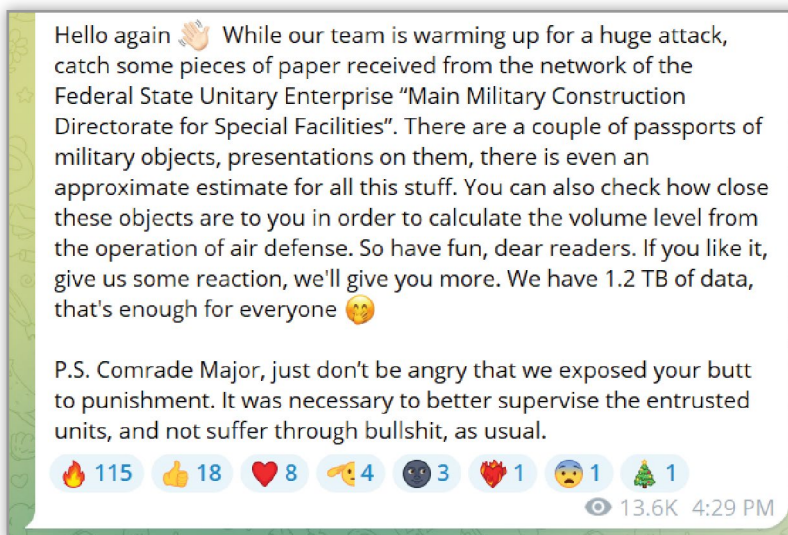 Hello again 👋🏻 While our team is warming up for a huge attack,
catch some pieces of paper received from the network of the
Federal State Unitary Enterprise “Main Military Construction
Directorate for Special Facilities”. There are a couple of passports of
military objects, presentations on them, there is even an
approximate estimate for all this stuff. You can also check how close
these objects are to you in order to calculate the volume level from
the operation of air defense. So have fun, dear readers. If you like it,
give us some reaction, we'll give you more. We have 1.2 TB of data,
that's enough for everyone 🤭
P.S. Comrade Major, just don’t be angry that we exposed your butt
to punishment. It was necessary to better supervise the entrusted
units, and not suffer through bullshit, as usual.
🔥 115 👍 18 ❤️ 8 🫡 4 🌚 3 ❤️‍🔥 1 😨 1 🎄 1
13.6K 4:29 PM